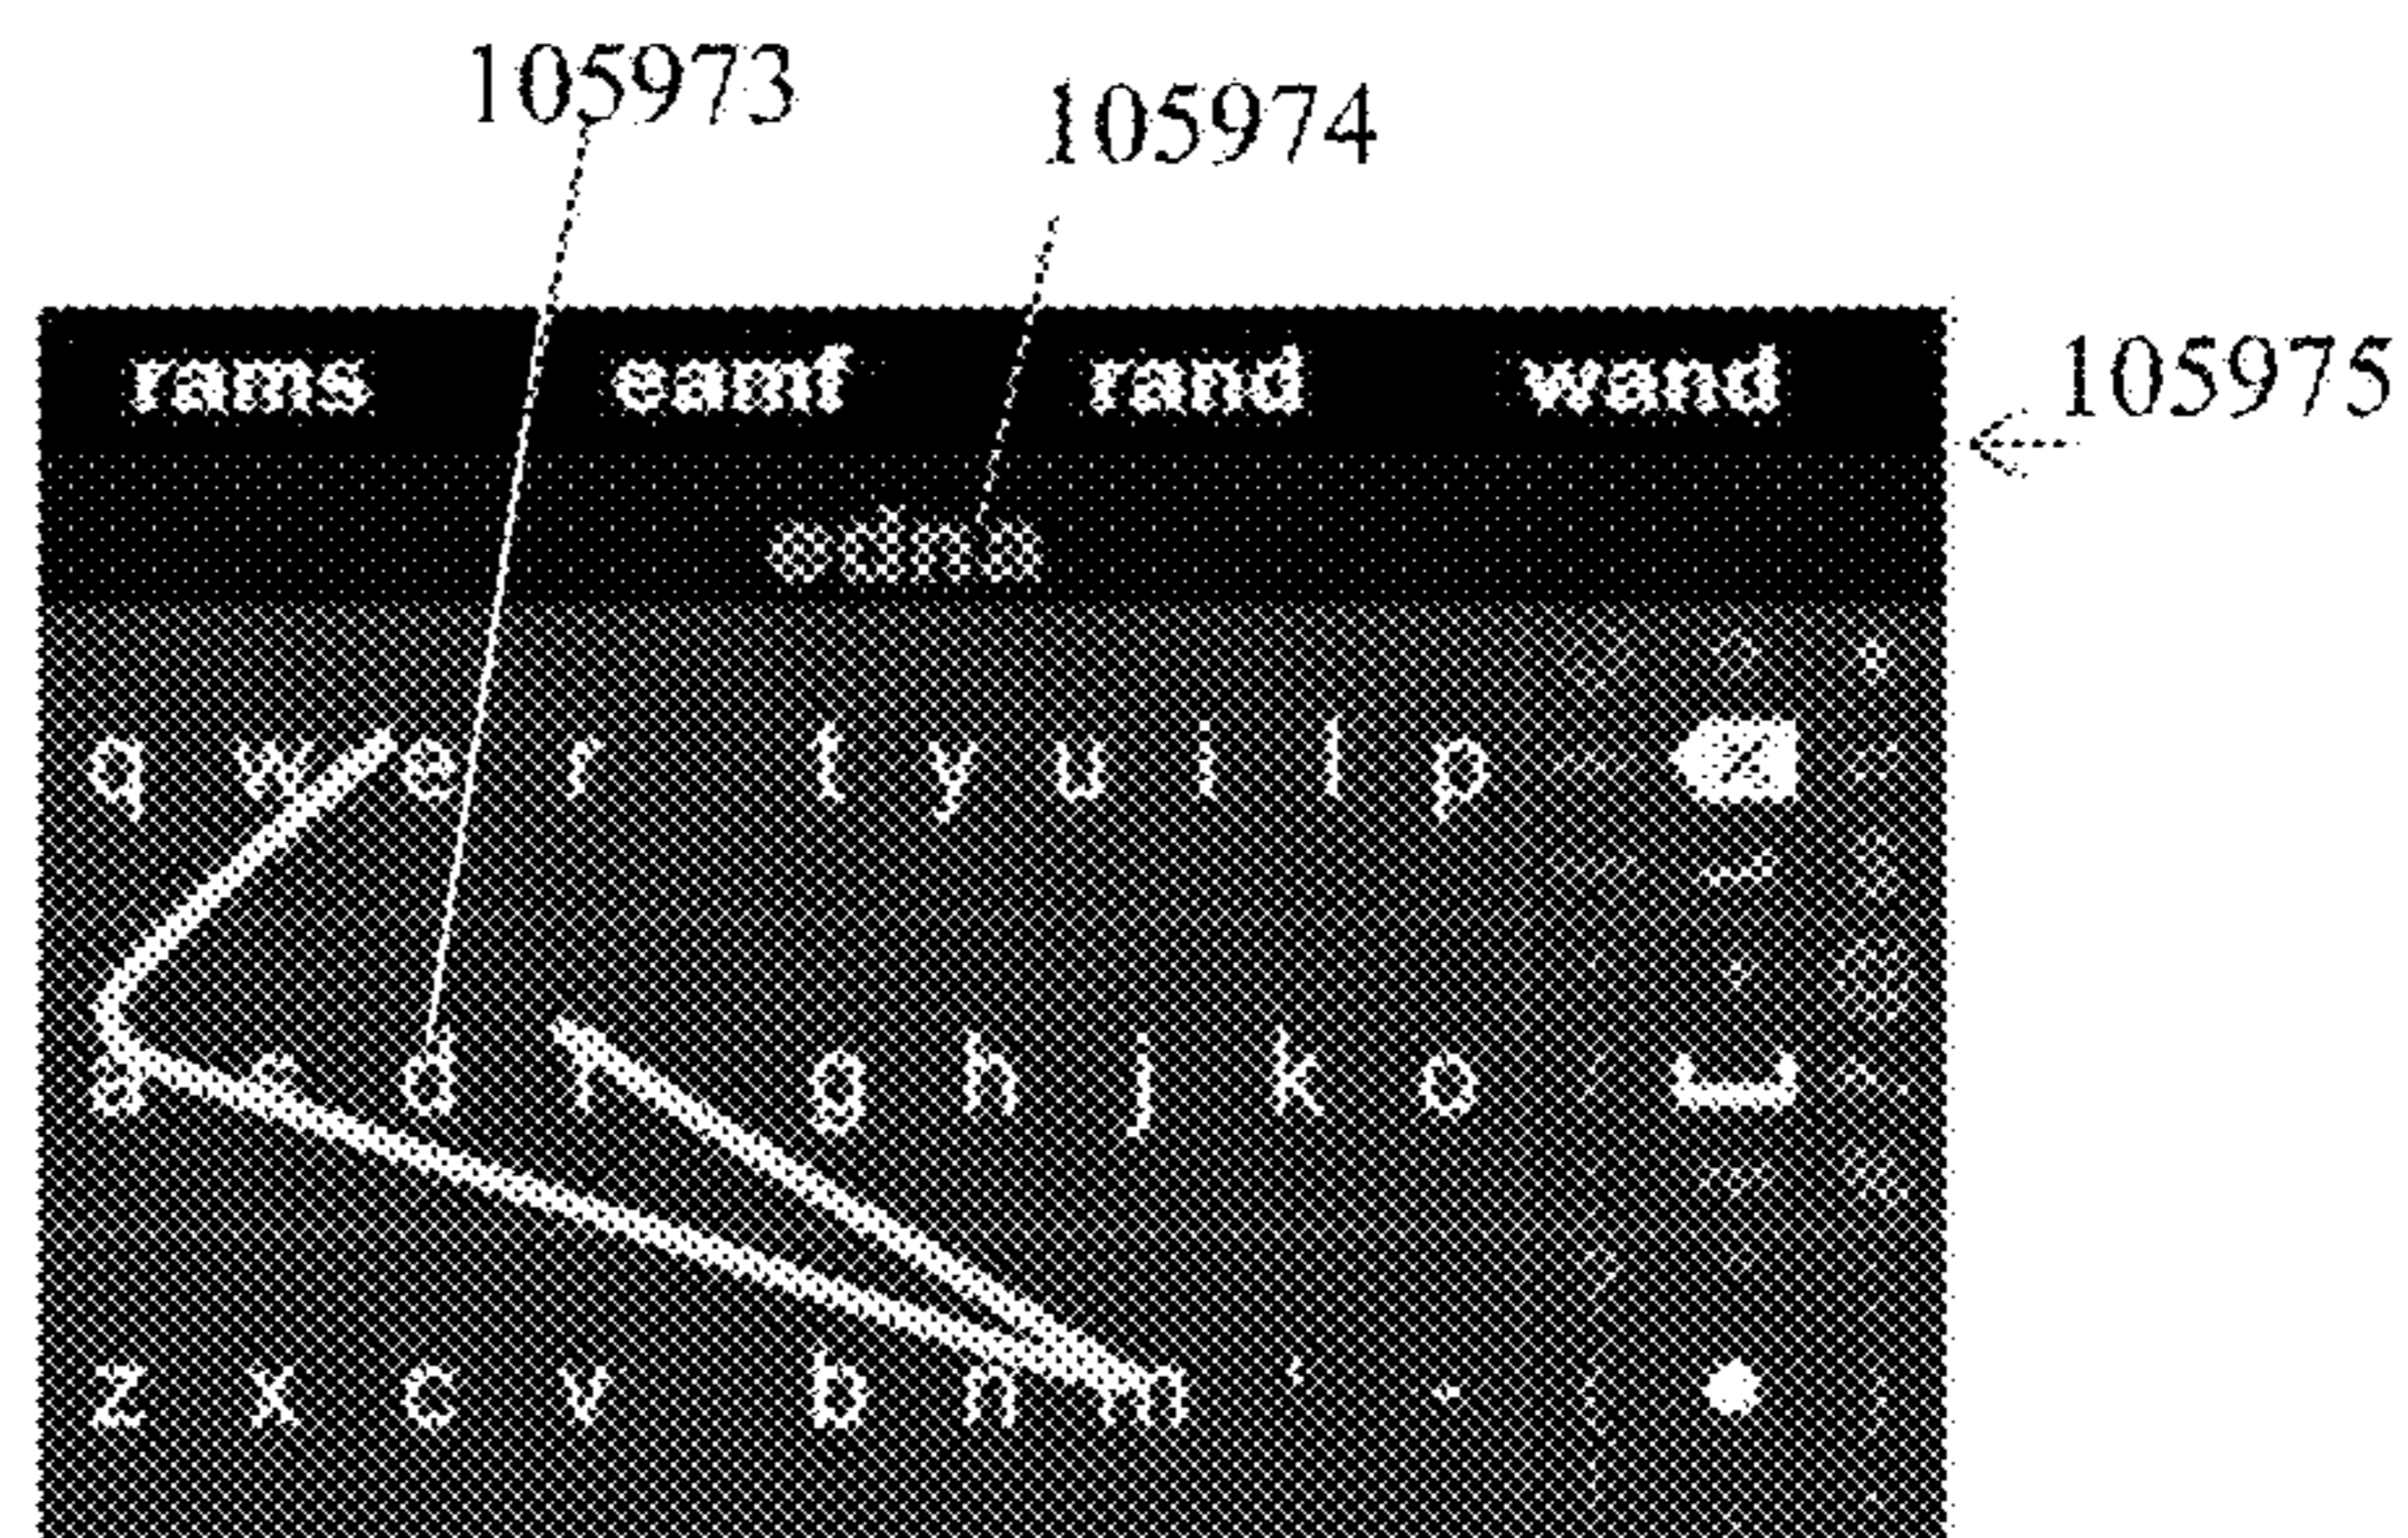 105973
105974
105975
rams eamf rand wand
edna
q w e r t y u i l p
a s d f g h j k o
z x c v b n m ' -